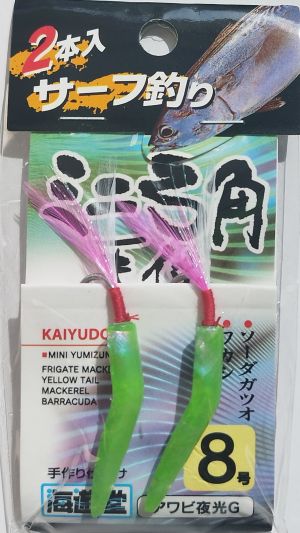 2本入
サーフ釣り
角
KAIYUDO
■MINI YUMIZUN
FRIGATE MACKE
YELLOW TAIL
MACKEREL
BARRACUDA
●ソーダガツオ
●ワカシ
手作り
8号
海遊堂
アワビ夜光G